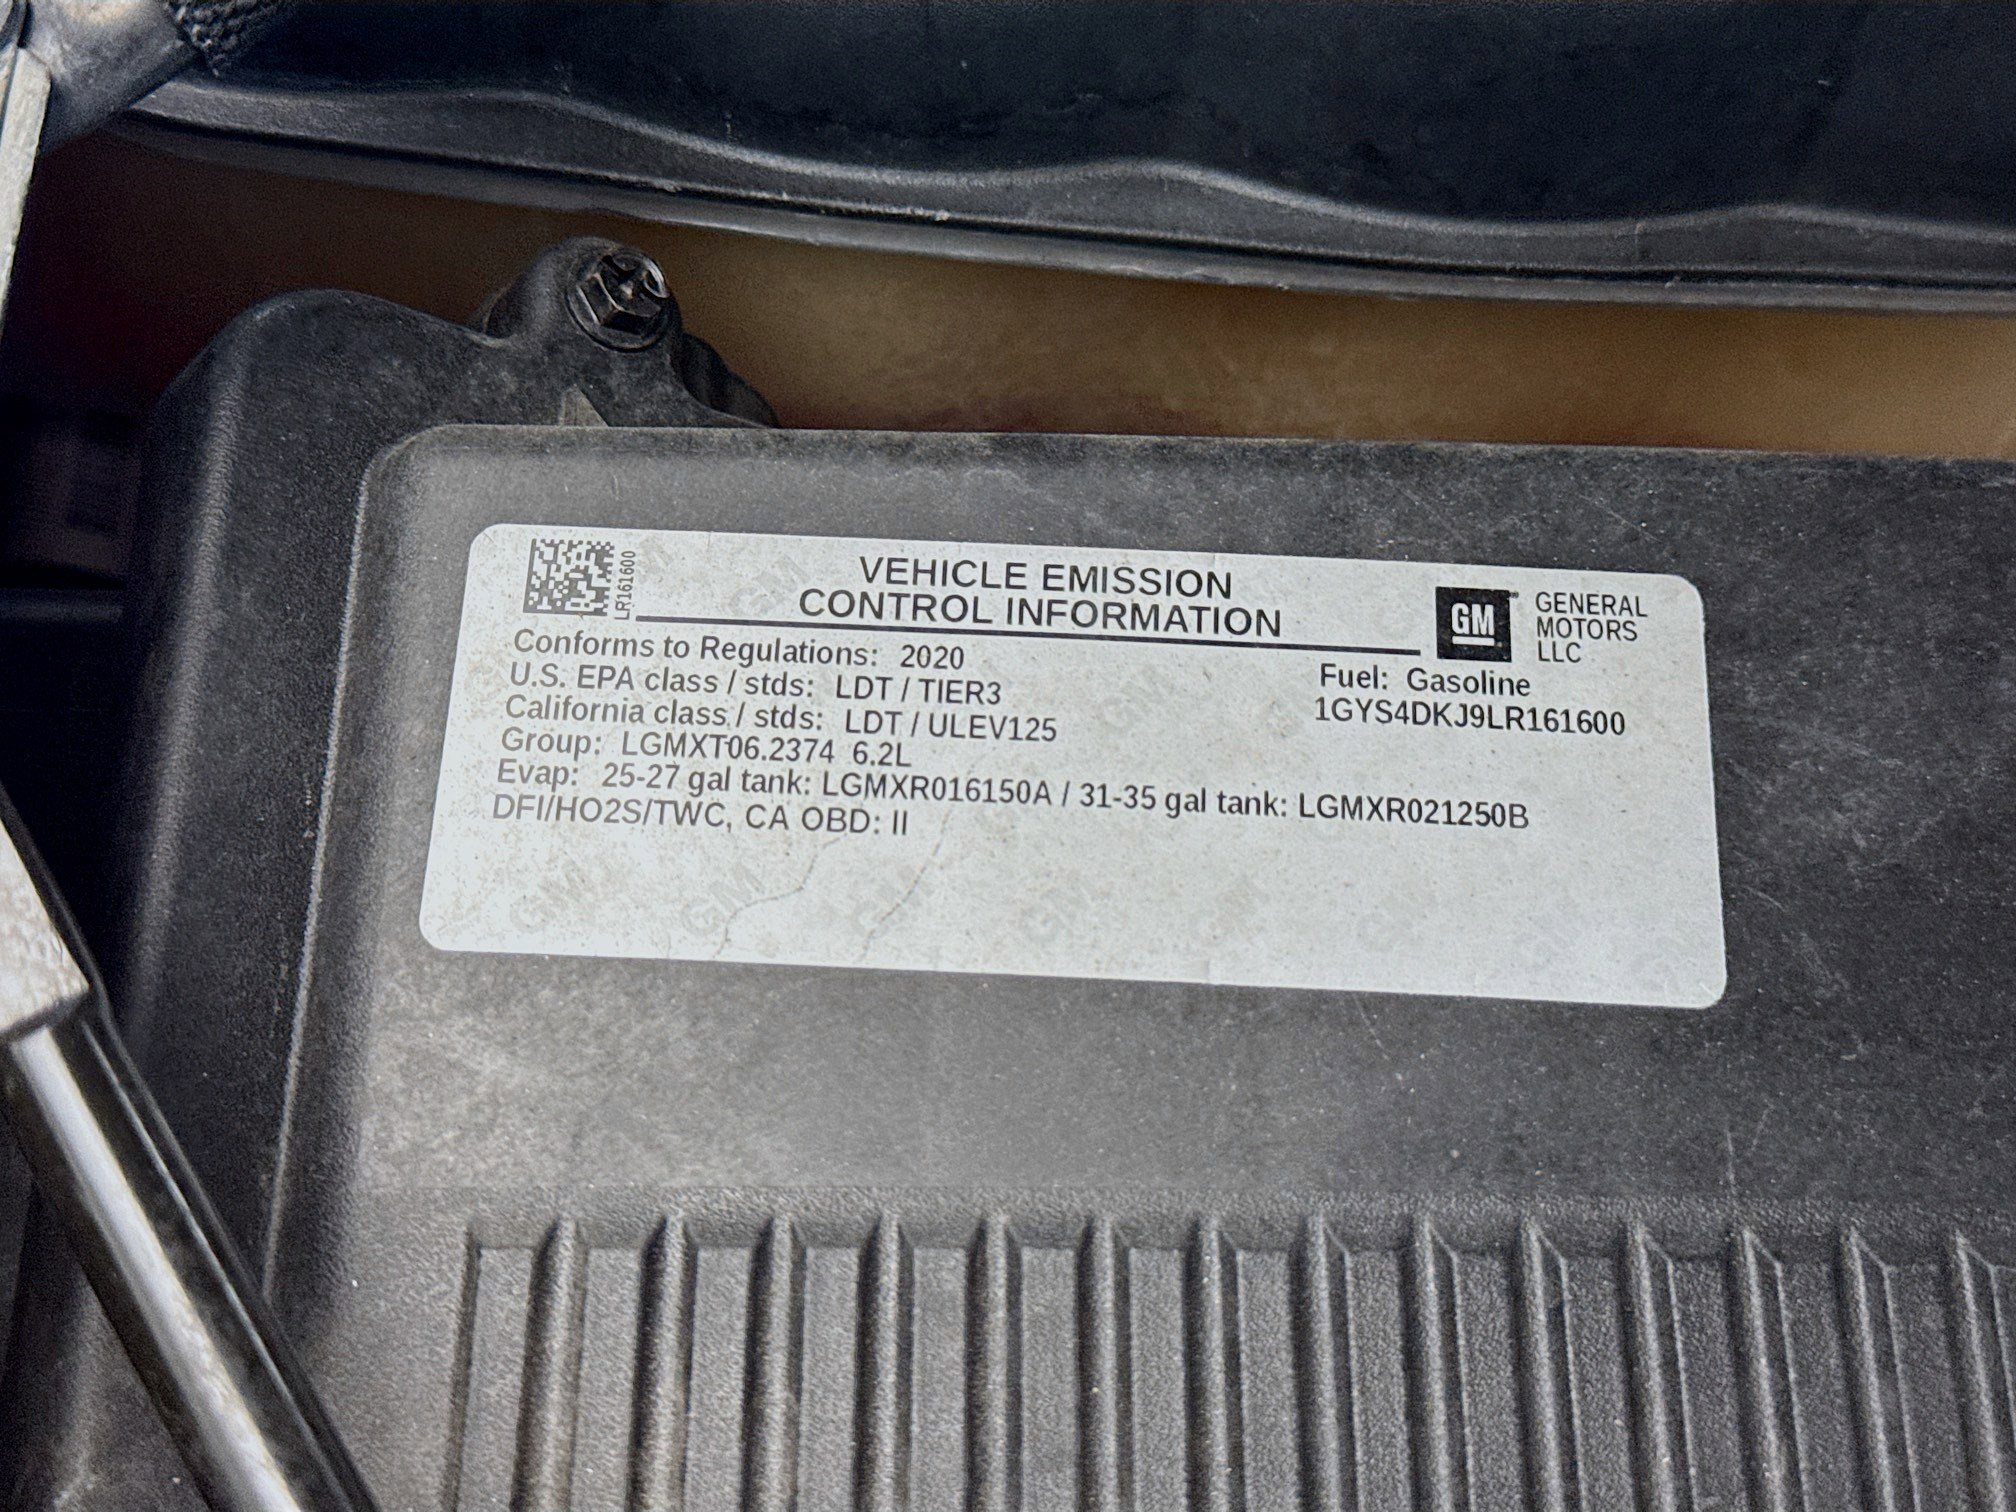 LR161600
VEHICLE EMISSION
CONTROL INFORMATION
GM
GENERAL
MOTORS
LLC
Conforms to Regulations: 2020
U.S. EPA class / stds: LDT / TIER3
California class / stds: LDT / ULEV125
Group: LGMXT06.2374 6.2L
Evap: 25-27 gal tank: LGMXR016150A / 31-35 gal tank: LGMXR021250B
DFI/HO2S/TWC, CA OBD: II
Fuel: Gasoline
1GYS4DKJ9LR161600